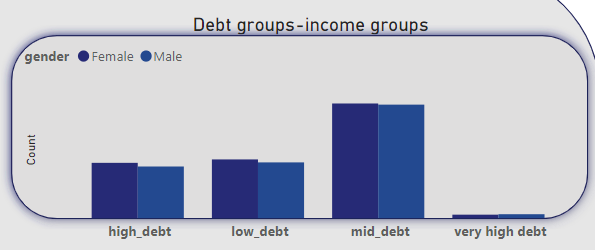 Debt groups-income groups
gender Female Male
Count
high_debt low_debt mid_debt very high debt